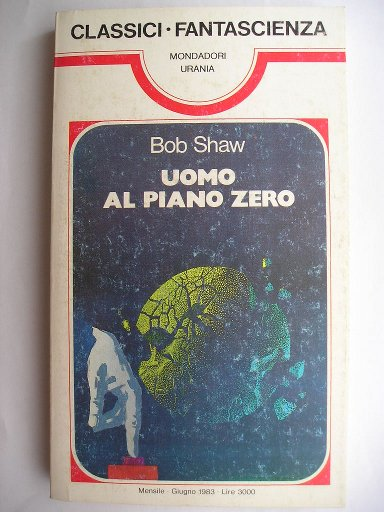 CLASSICI • FANTASCIENZA
MONDADORI
URANIA
Bob Shaw
UOMO
AL PIANO ZERO
Mensile - Giugno 1983 - Lire 3000